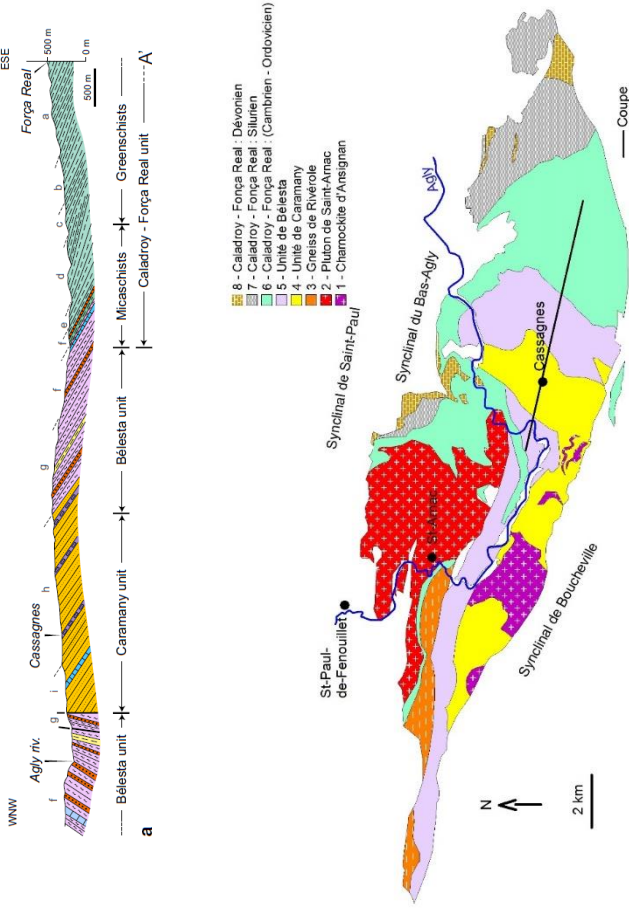 WNW
ESE
Agly riv.
Cassagnes
Força Real
500 m
0 m
500 m
f
g
i
h
g
f
f
e
d
c
b
a
Bélesta unit
Caramany unit
Bélesta unit
Micaschists
Greenschists
Caladroy - Força Real unit
A'
a
8 - Caladroy - Força Real : Dévonien
7 - Caladroy - Força Real : Silurien
6 - Caladroy - Força Real : (Cambrien - Ordovicien)
5 - Unité de Bélesta
4 - Unité de Caramany
3 - Gneiss de Rivérole
2 - Pluton de Saint-Arnac
1 - Charnockite d'Ansignan
Synclinal de Saint-Paul
Synclinal du Bas-Agly
Agly
St-Paul-
de-Fenouillet
St-Arnac
Cassagnes
Synclinal de Boucheville
N
2 km
Coupe